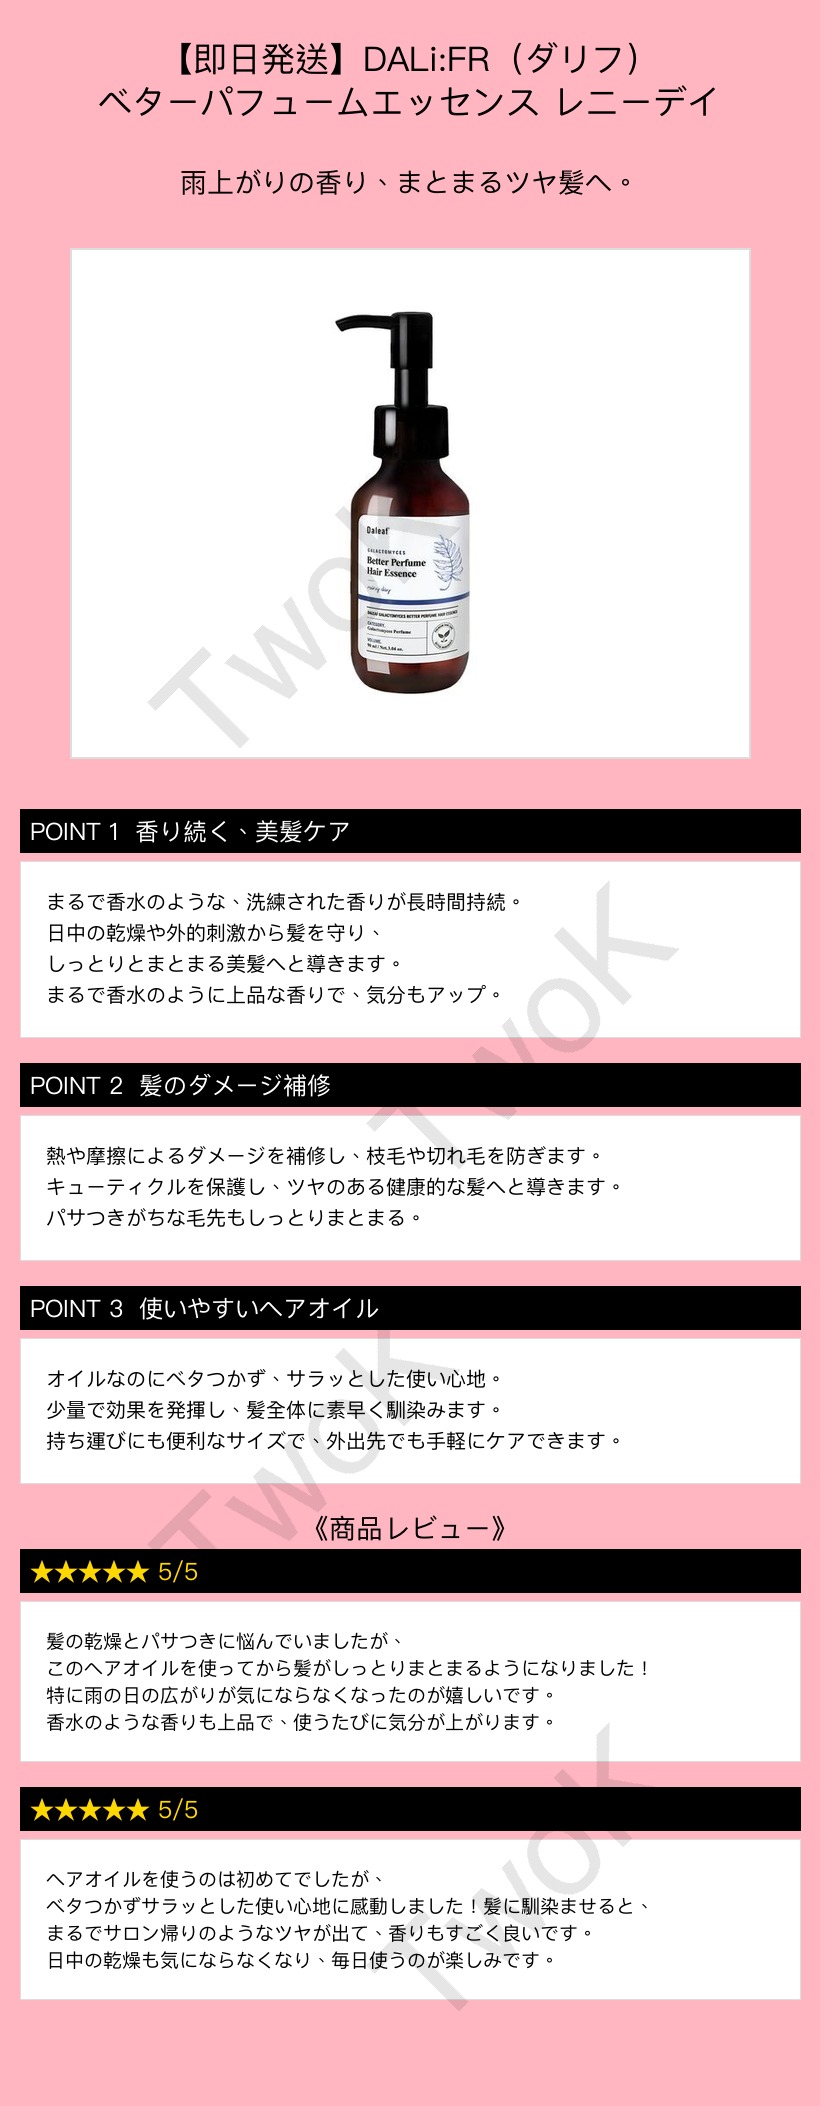 【即日発送】DALi:FR（ダリフ）
ベターパフュームエッセンス レニーデイ
雨上がりの香り、まとまるツヤ髪へ。
Daleaf
GALACTOMYCES
Better Perfume
Hair Essence
rainy day
DALEAF GALACTOMYCES BETTER PERFUME HAIR ESSENCE
CATEGORY.
Galactomyces Perfume
VOLUME.
90 ml / Net.3.04 oz.
TwoK
POINT 1 香り続く、美髪ケア
まるで香水のような、洗練された香りが長時間持続。
日中の乾燥や外的刺激から髪を守り、
しっとりとまとまる美髪へと導きます。
まるで香水のように上品な香りで、気分もアップ。
TwoK
POINT 2 髪のダメージ補修
熱や摩擦によるダメージを補修し、枝毛や切れ毛を防ぎます。
キューティクルを保護し、ツヤのある健康的な髪へと導きます。
パサつきがちな毛先もしっとりまとまる。
POINT 3 使いやすいヘアオイル
オイルなのにベタつかず、サラッとした使い心地。
少量で効果を発揮し、髪全体に素早く馴染みます。
持ち運びにも便利なサイズで、外出先でも手軽にケアできます。
TwoK
《商品レビュー》
★★★★★ 5/5
髪の乾燥とパサつきに悩んでいましたが、
このヘアオイルを使ってから髪がしっとりまとまるようになりました！
特に雨の日の広がりが気にならなくなったのが嬉しいです。
香水のような香りも上品で、使うたびに気分が上がります。
★★★★★ 5/5
ヘアオイルを使うのは初めてでしたが、
ベタつかずサラッとした使い心地に感動しました！髪に馴染ませると、
まるでサロン帰りのようなツヤが出て、香りもすごく良いです。
日中の乾燥も気にならなくなり、毎日使うのが楽しみです。
TwoK